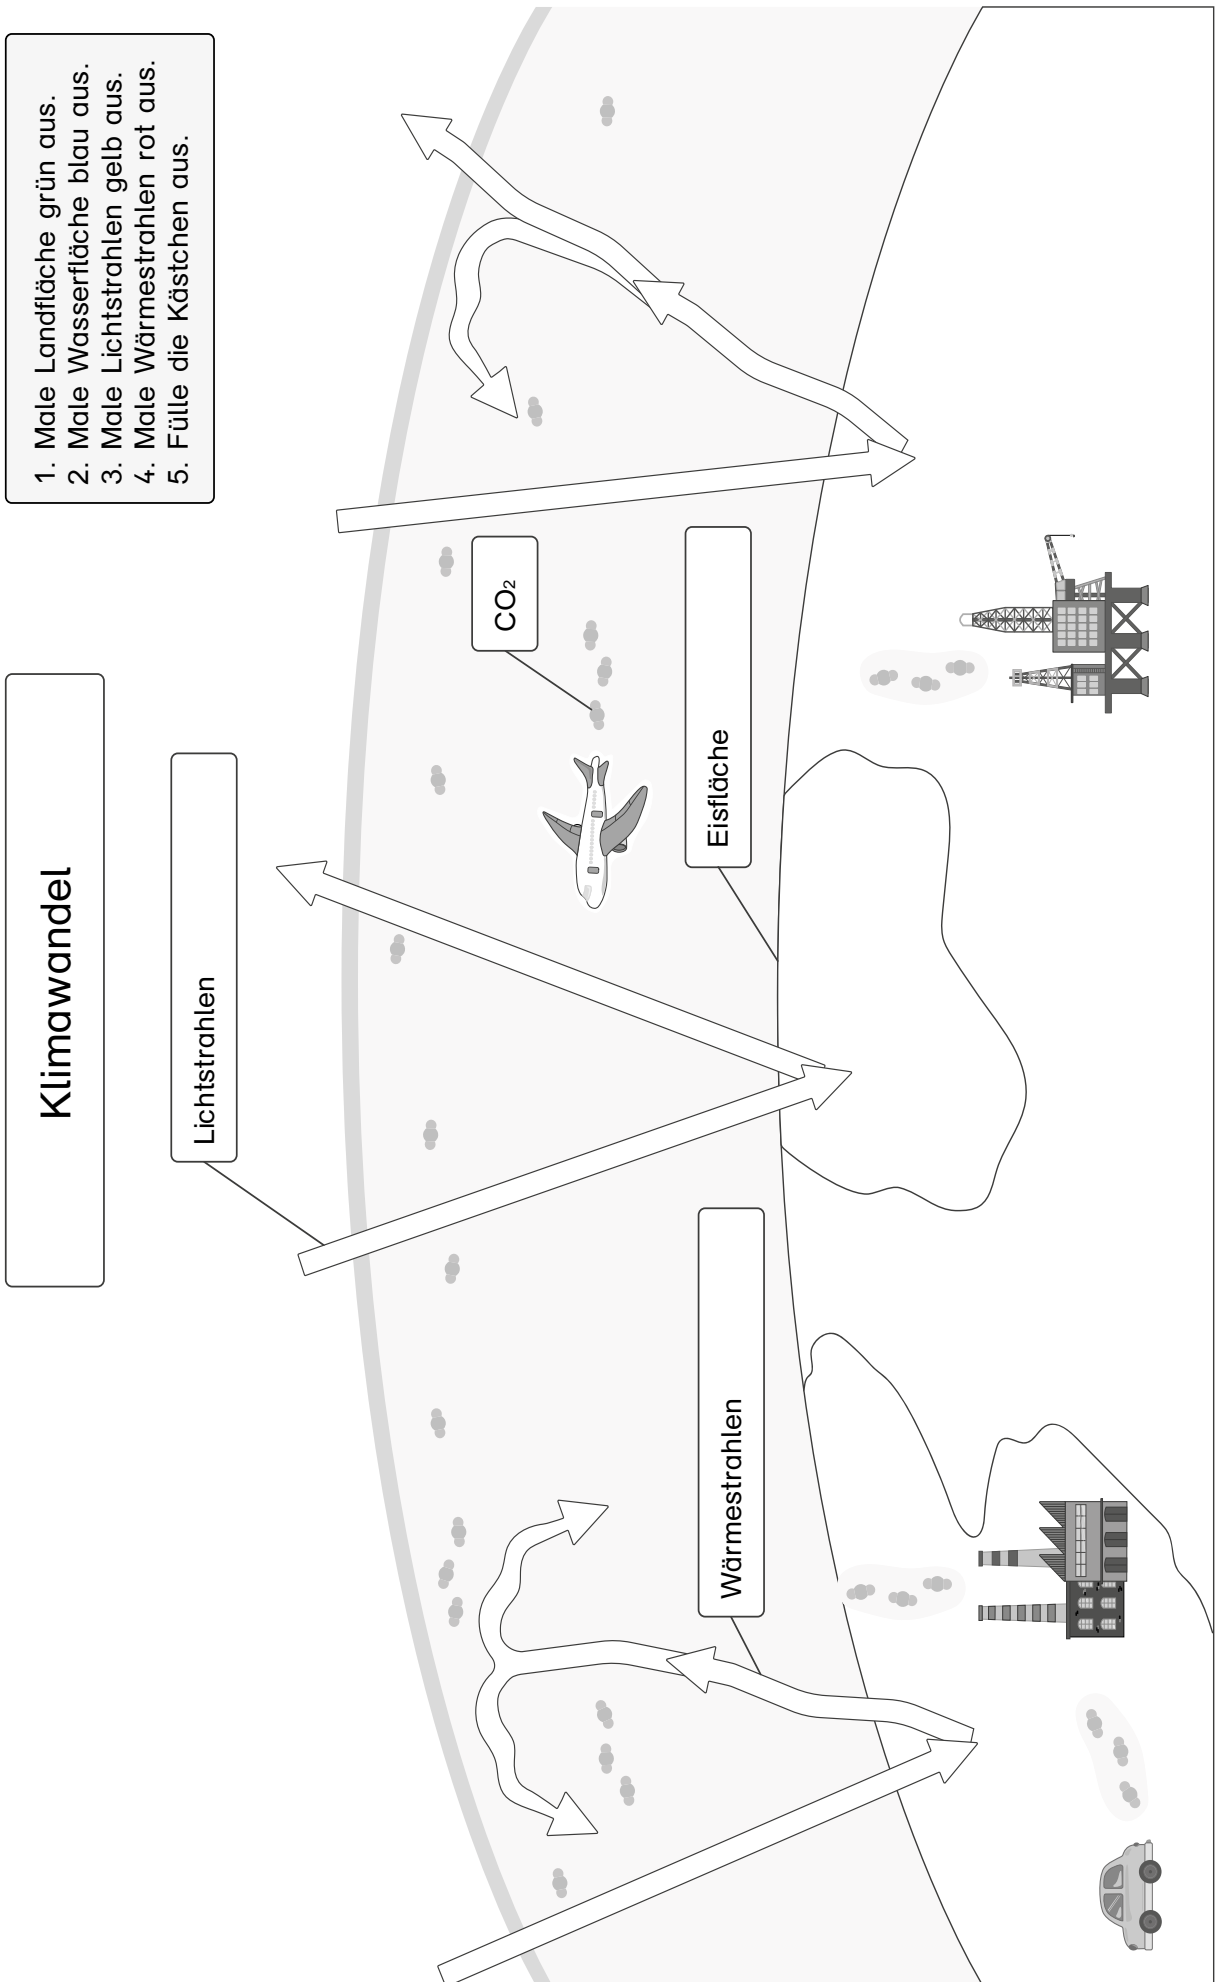 Klimawandel
1. Male Landfläche grün aus.
2. Male Wasserfläche blau aus.
3. Male Lichtstrahlen gelb aus.
4. Male Wärmestrahlen rot aus.
5. Fülle die Kästchen aus.
Lichtstrahlen
CO₂
Wärmestrahlen
Eisfläche